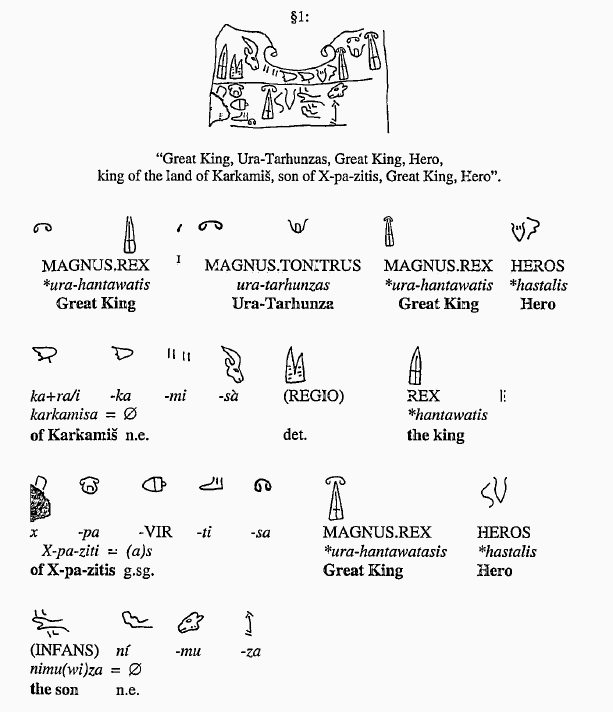 §1:
“Great King, Ura-Tarhunzas, Great King, Hero,
king of the land of Karkamiš, son of X-pa-zitis, Great King, Hero”.
MAGNUS.REX I MAGNUS.TONITRUS MAGNUS.REX HEROS
*ura-hantawatis ura-tarhunzas *ura-hantawatis *hastalis
Great King Ura-Tarhunza Great King Hero
ka+ra/i -ka -mi -sà (REGIO) REX
karkamisa = Ø *hantawatis
of Karkamiš n.e. det. the king
x -pa -VIR -ti -sa MAGNUS.REX HEROS
X-pa-ziti = (a)s *ura-hantawatasis *hastalis
of X-pa-zitis g.sg. Great King Hero
(INFANS) ní -mu -za
nimu(wi)za = Ø
the son n.e.